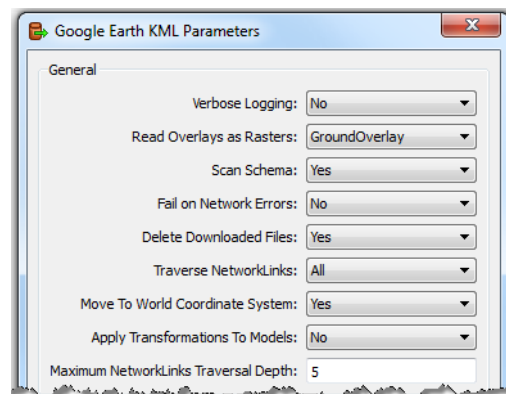 Google Earth KML Parameters
General
Verbose Logging: No
Read Overlays as Rasters: GroundOverlay
Scan Schema: Yes
Fail on Network Errors: No
Delete Downloaded Files: Yes
Traverse NetworkLinks: All
Move To World Coordinate System: Yes
Apply Transformations To Models: No
Maximum NetworkLinks Traversal Depth: 5